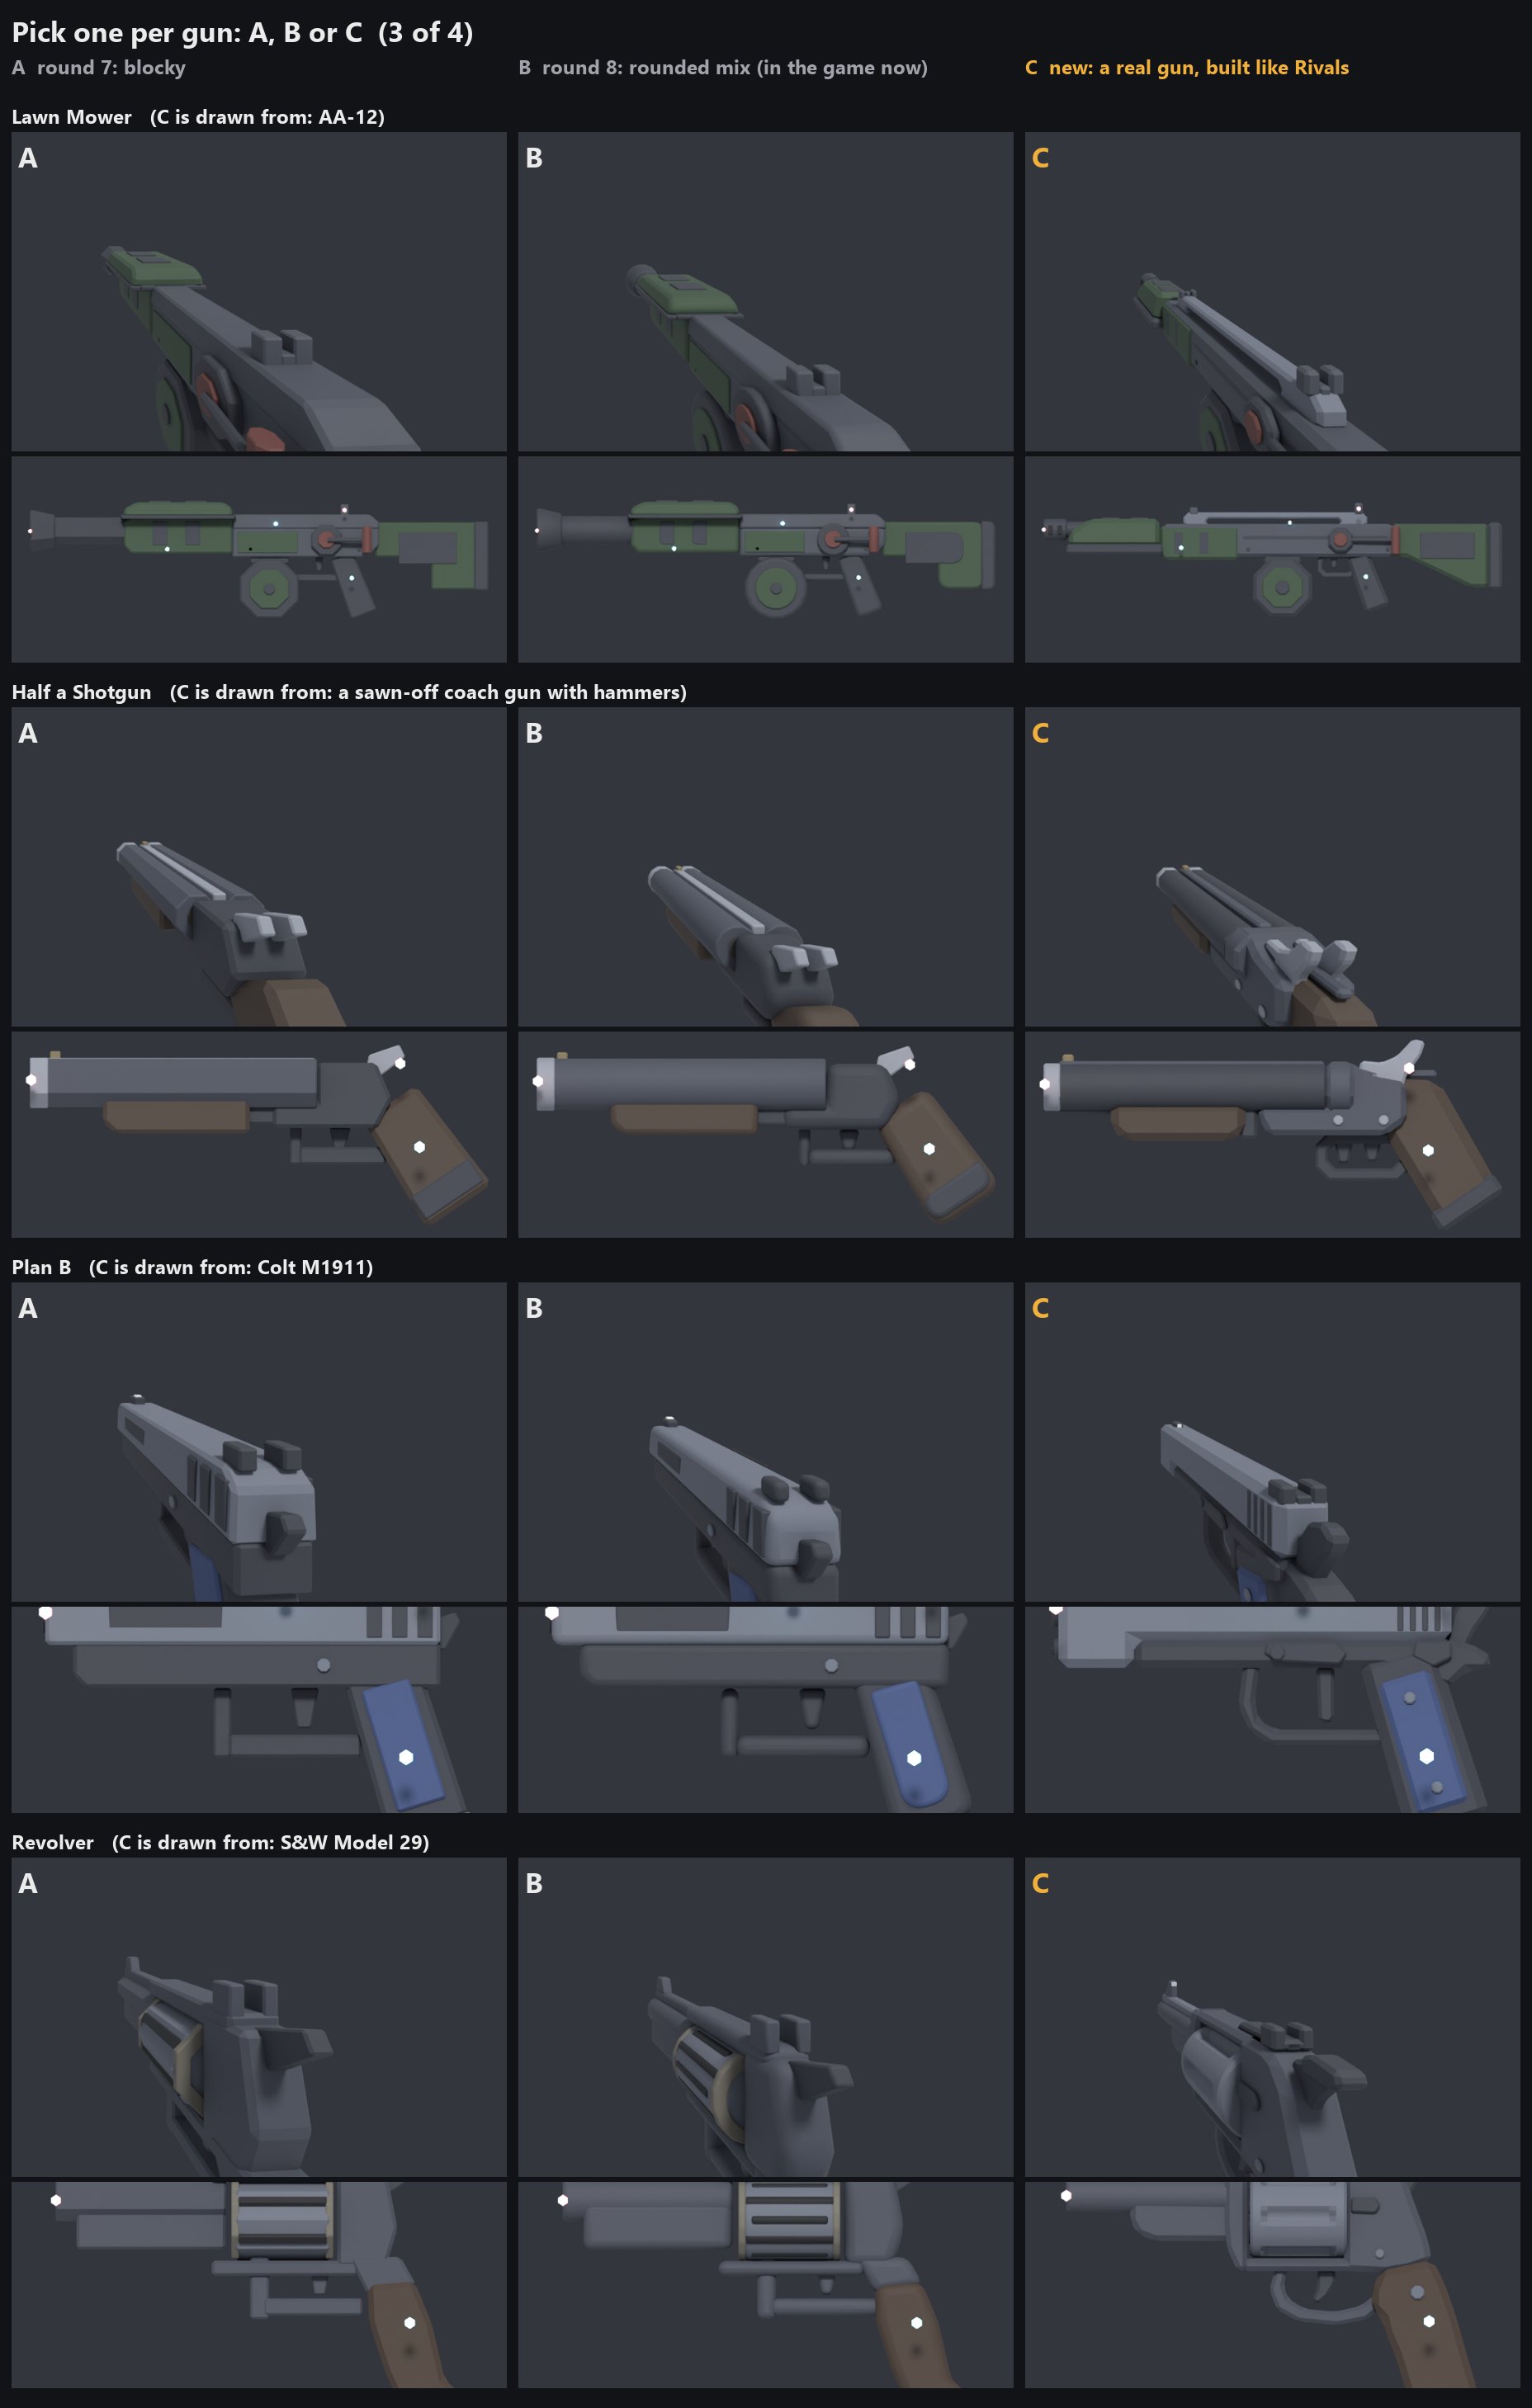 Pick one per gun: A, B or C (3 of 4)
A round 7: blocky
B round 8: rounded mix (in the game now)
C new: a real gun, built like Rivals
Lawn Mower (C is drawn from: AA-12)
A
B
C
Half a Shotgun (C is drawn from: a sawn-off coach gun with hammers)
A
B
C
Plan B (C is drawn from: Colt M1911)
A
B
C
Revolver (C is drawn from: S&W Model 29)
A
B
C